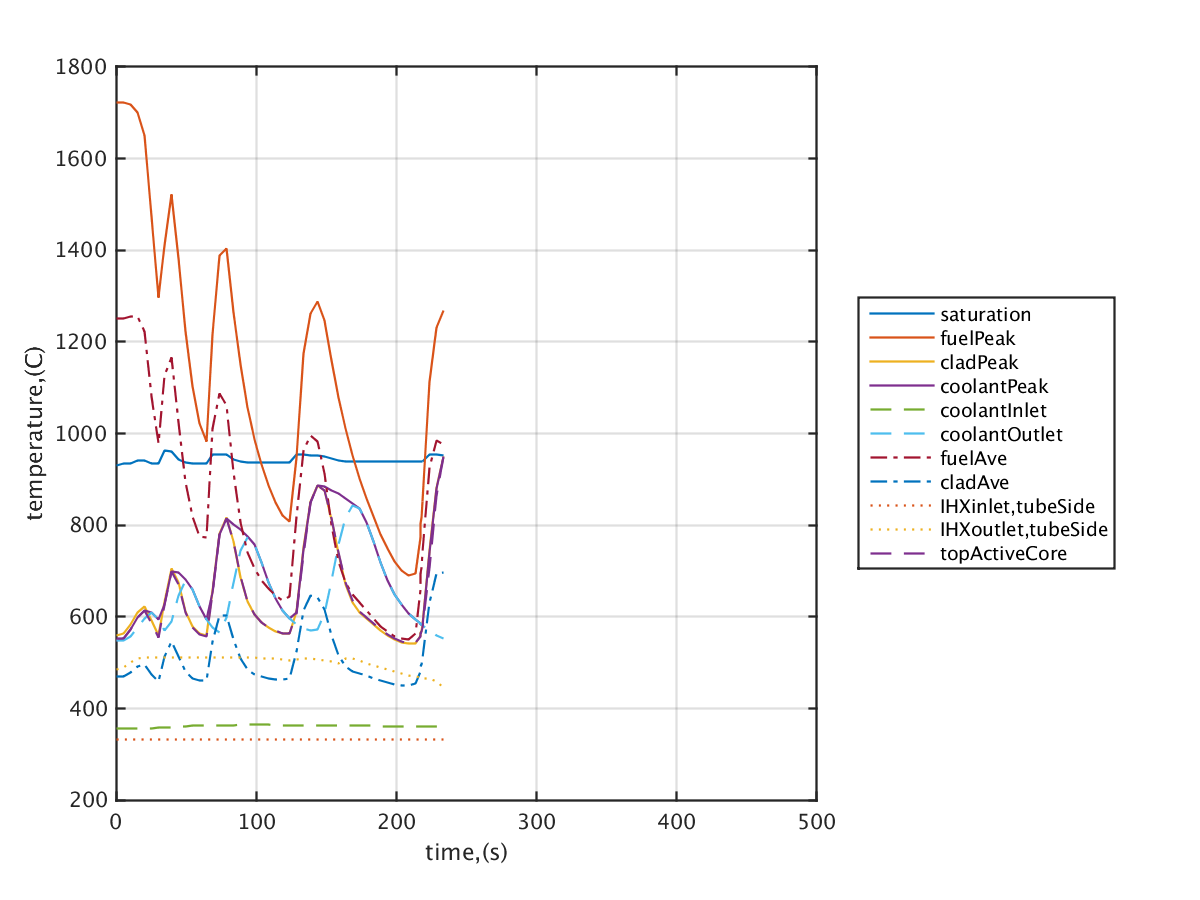 1800
1600
1400
1200
1000
800
600
400
200
temperature,(C)
0 100 200 300 400 500
time,(s)
saturation
fuelPeak
cladPeak
coolantPeak
coolantInlet
coolantOutlet
fuelAve
cladAve
IHXinlet,tubeSide
IHXoutlet,tubeSide
topActiveCore